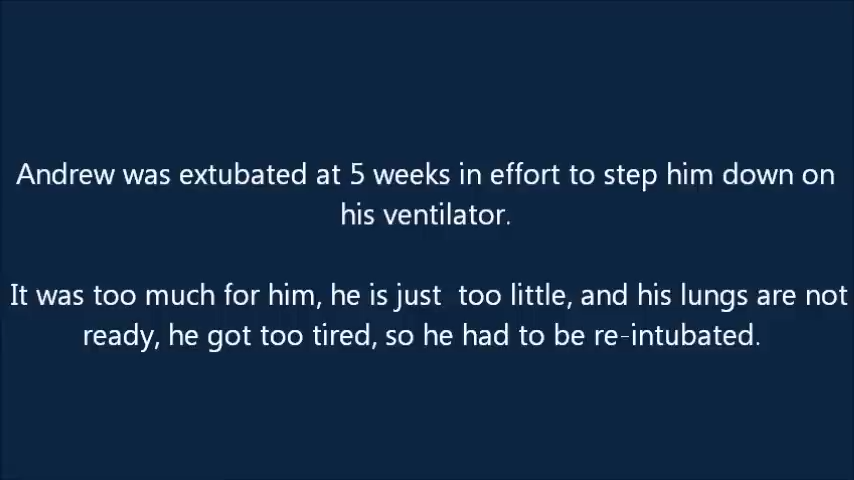 Andrew was extubated at 5 weeks in effort to step him down on
his ventilator.
It was too much for him, he is just  too little, and his lungs are not
ready, he got too tired, so he had to be re-intubated.